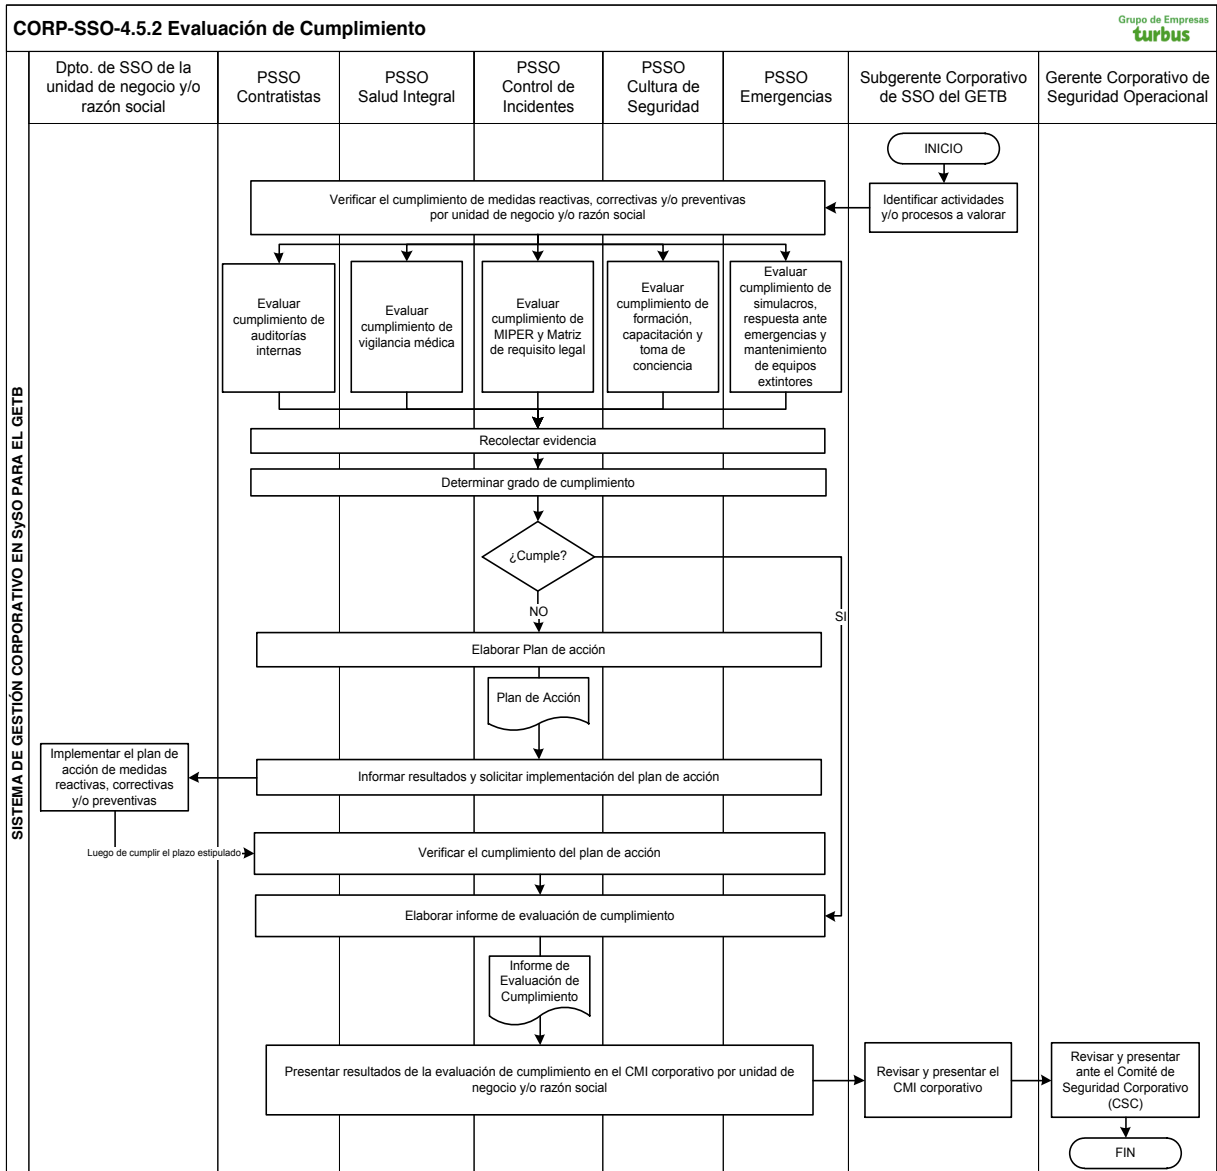 CORP-SSO-4.5.2 Evaluación de Cumplimiento
Grupo de Empresas
turbus
SISTEMA DE GESTIÓN CORPORATIVO EN SySO PARA EL GETB
Dpto. de SSO de la
unidad de negocio y/o
razón social
PSSO
Contratistas
PSSO
Salud Integral
PSSO
Control de
Incidentes
PSSO
Cultura de
Seguridad
PSSO
Emergencias
Subgerente Corporativo
de SSO del GETB
Gerente Corporativo de
Seguridad Operacional
INICIO
Identificar actividades
y/o procesos a valorar
Verificar el cumplimiento de medidas reactivas, correctivas y/o preventivas
por unidad de negocio y/o razón social
Evaluar
cumplimiento de
auditorías
internas
Evaluar
cumplimiento de
vigilancia médica
Evaluar
cumplimiento de
MIPER y Matriz
de requisito legal
Evaluar
cumplimiento de
formación,
capacitación y
toma de
conciencia
Evaluar
cumplimiento de
simulacros,
respuesta ante
emergencias y
mantenimiento
de equipos
extintores
Recolectar evidencia
Determinar grado de cumplimiento
¿Cumple?
NO
SI
Elaborar Plan de acción
Plan de Acción
Informar resultados y solicitar implementación del plan de acción
Implementar el plan de
acción de medidas
reactivas, correctivas
y/o preventivas
Luego de cumplir el plazo estipulado
Verificar el cumplimiento del plan de acción
Elaborar informe de evaluación de cumplimiento
Informe de
Evaluación de
Cumplimiento
Presentar resultados de la evaluación de cumplimiento en el CMI corporativo por unidad de
negocio y/o razón social
Revisar y presentar el
CMI corporativo
Revisar y presentar
ante el Comité de
Seguridad Corporativo
(CSC)
FIN